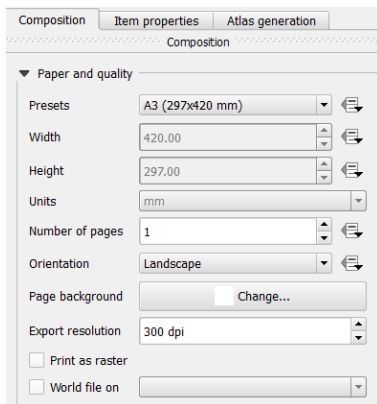 Composition Item properties Atlas generation
Composition
Paper and quality
Presets A3 (297x420 mm)
Width 420.00
Height 297.00
Units mm
Number of pages 1
Orientation Landscape
Page background Change...
Export resolution 300 dpi
Print as raster
World file on